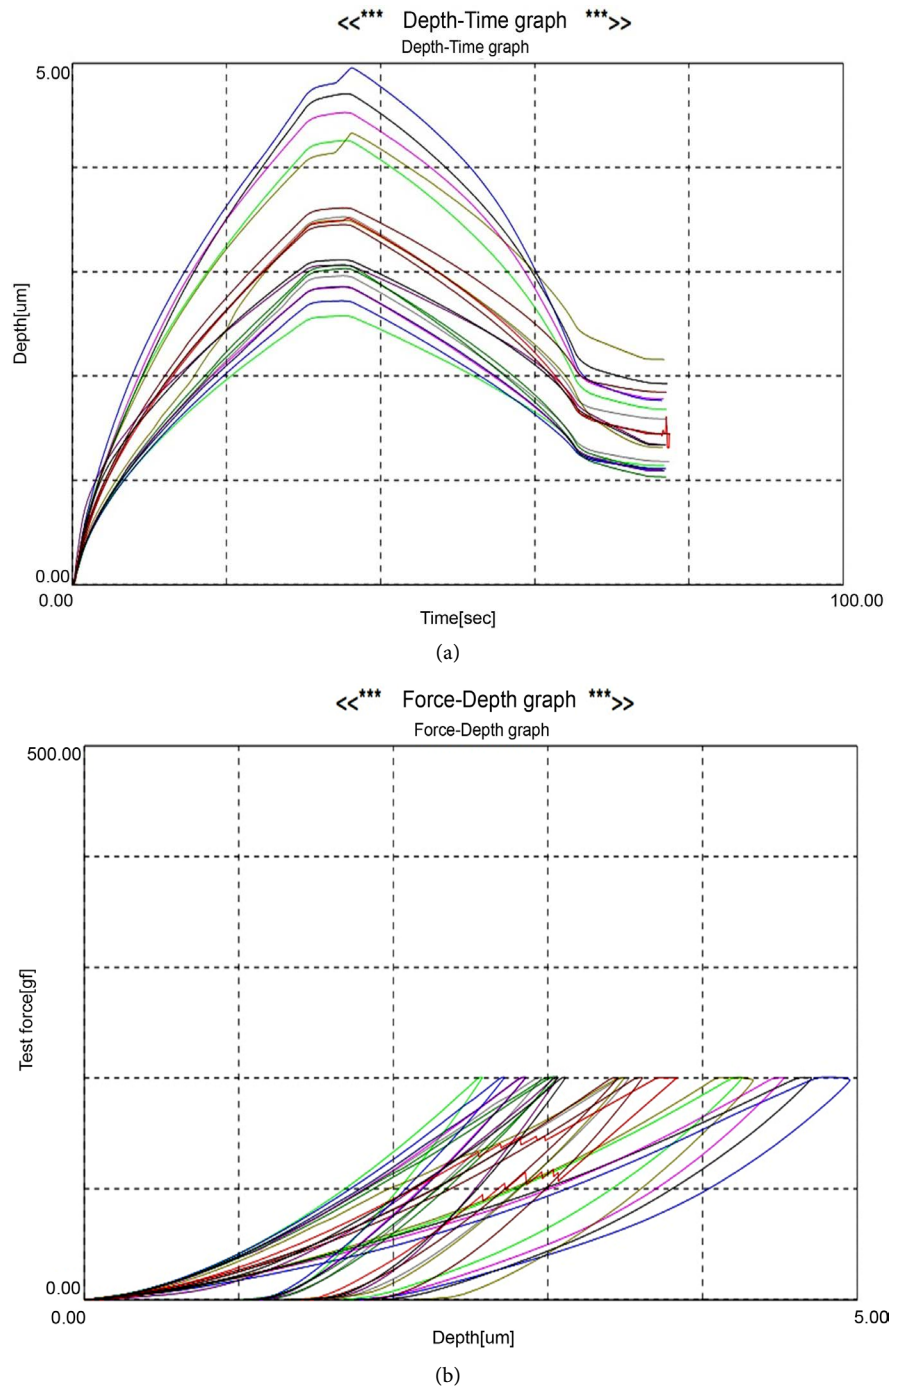 <<*** Depth-Time graph ***>>
Depth-Time graph
5.00
Depth[um]
0.00
0.00
100.00
Time[sec]
(a)
<<*** Force-Depth graph ***>>
Force-Depth graph
500.00
Test force[gf]
0.00
0.00
5.00
Depth[um]
(b)